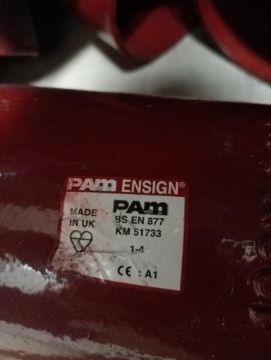 PAM ENSIGN®
MADE
IN UK
PAM
BS EN 877
KM 51733
1-4
CE : A1